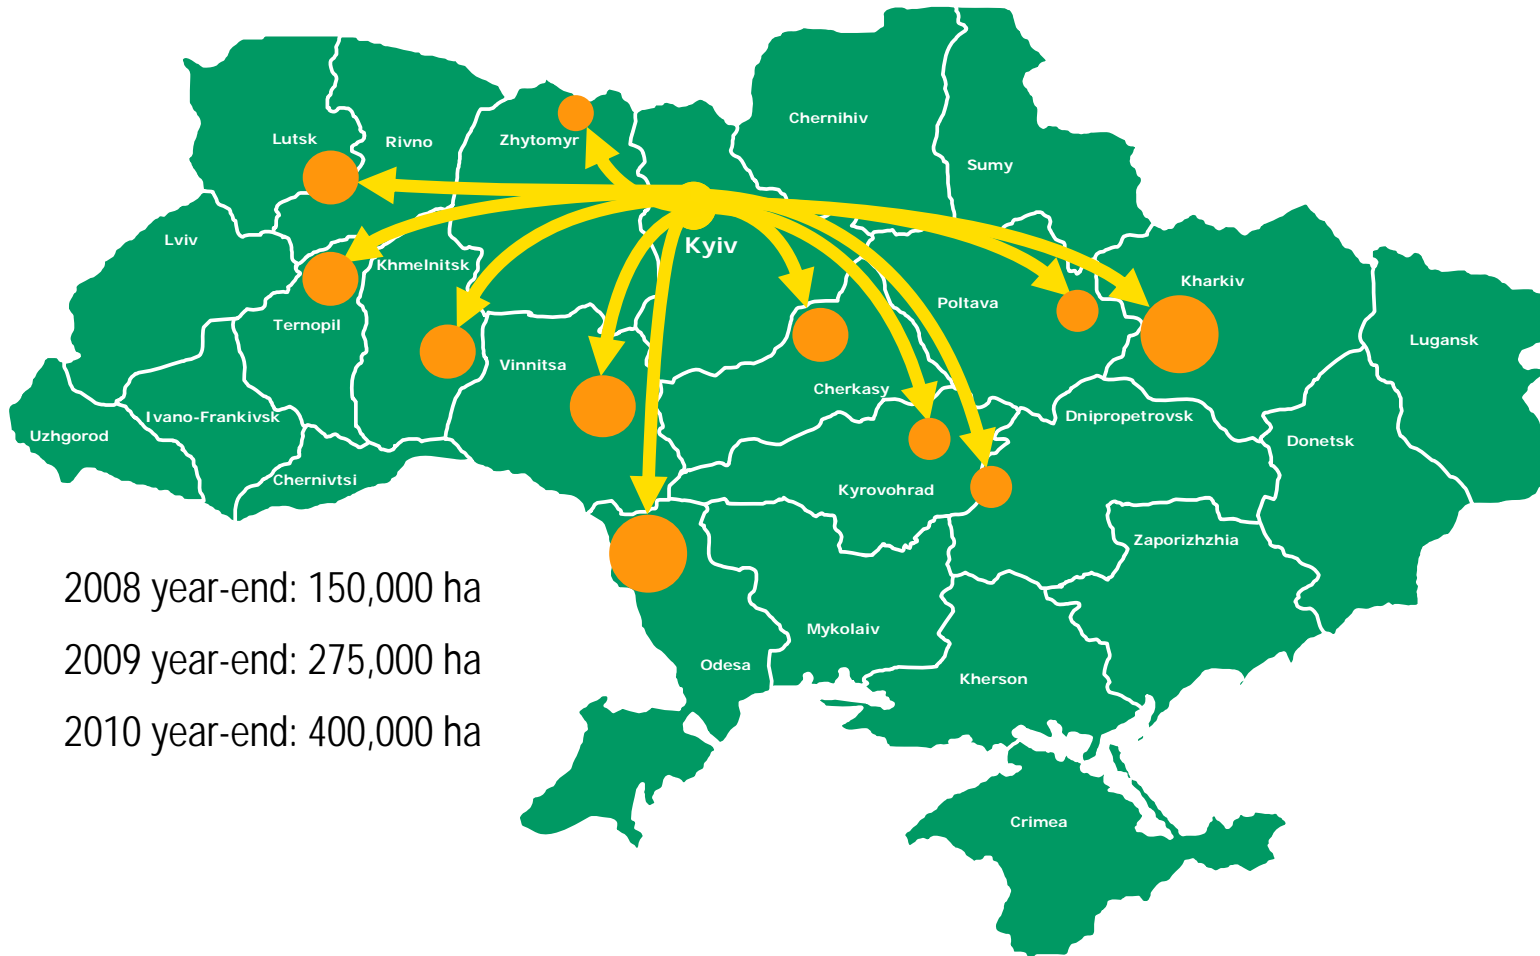 Chernihiv
Lutsk
Rivno
Zhytomyr
Sumy
Lviv
Kyiv
Khmelnitsk
Kharkiv
Poltava
Ternopil
Lugansk
Vinnitsa
Cherkasy
Ivano-Frankivsk
Dnipropetrovsk
Uzhgorod
Donetsk
Chernivtsi
Kyrovohrad
Zaporizhzhia
2008 year-end: 150,000 ha
Mykolaiv
2009 year-end: 275,000 ha
Odesa
Kherson
2010 year-end: 400,000 ha
Crimea